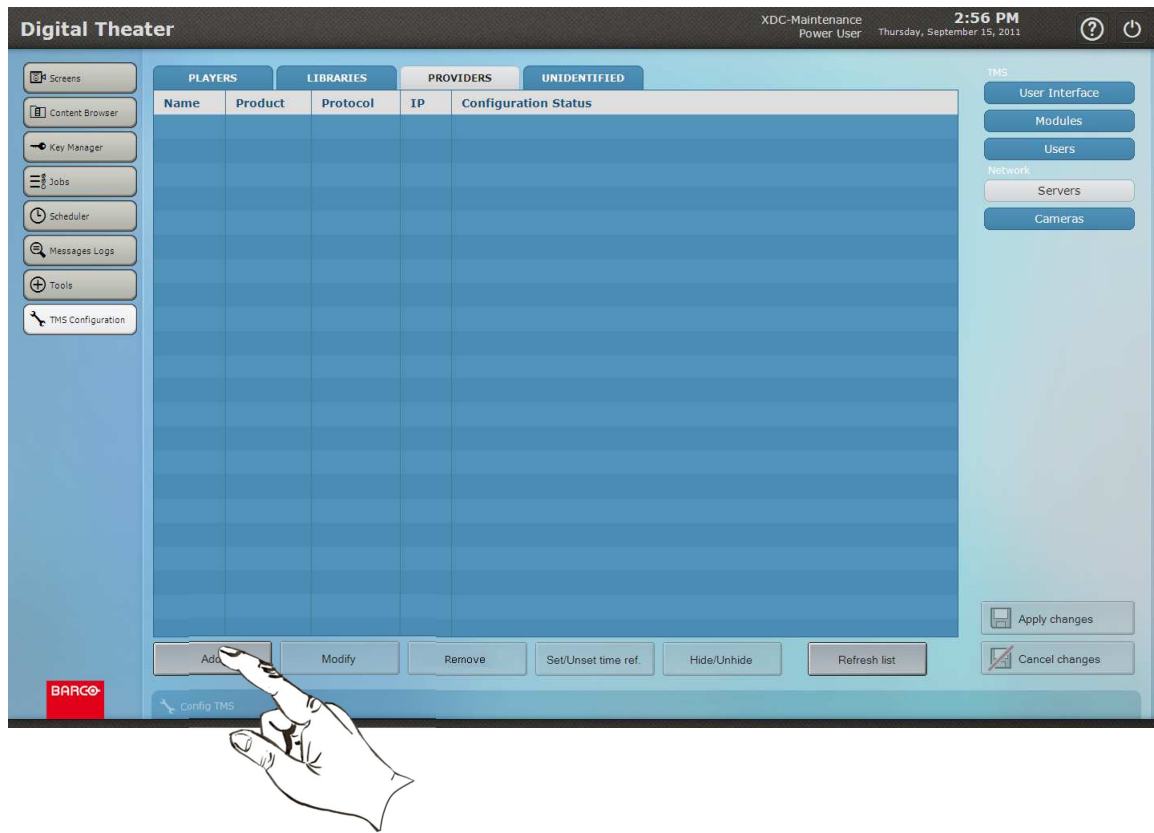 Digital Theater
XDC-Maintenance
Power User
2:56 PM
Thursday, September 15, 2011
Screens
Content Browser
Key Manager
Jobs
Scheduler
Messages Logs
Tools
TMS Configuration
PLAYERS LIBRARIES PROVIDERS UNIDENTIFIED
Name Product Protocol IP Configuration Status
TMS
User Interface
Modules
Users
Network
Servers
Cameras
Apply changes
Cancel changes
Add Modify Remove Set/Unset time ref. Hide/Unhide Refresh list
BARCO
Config TMS